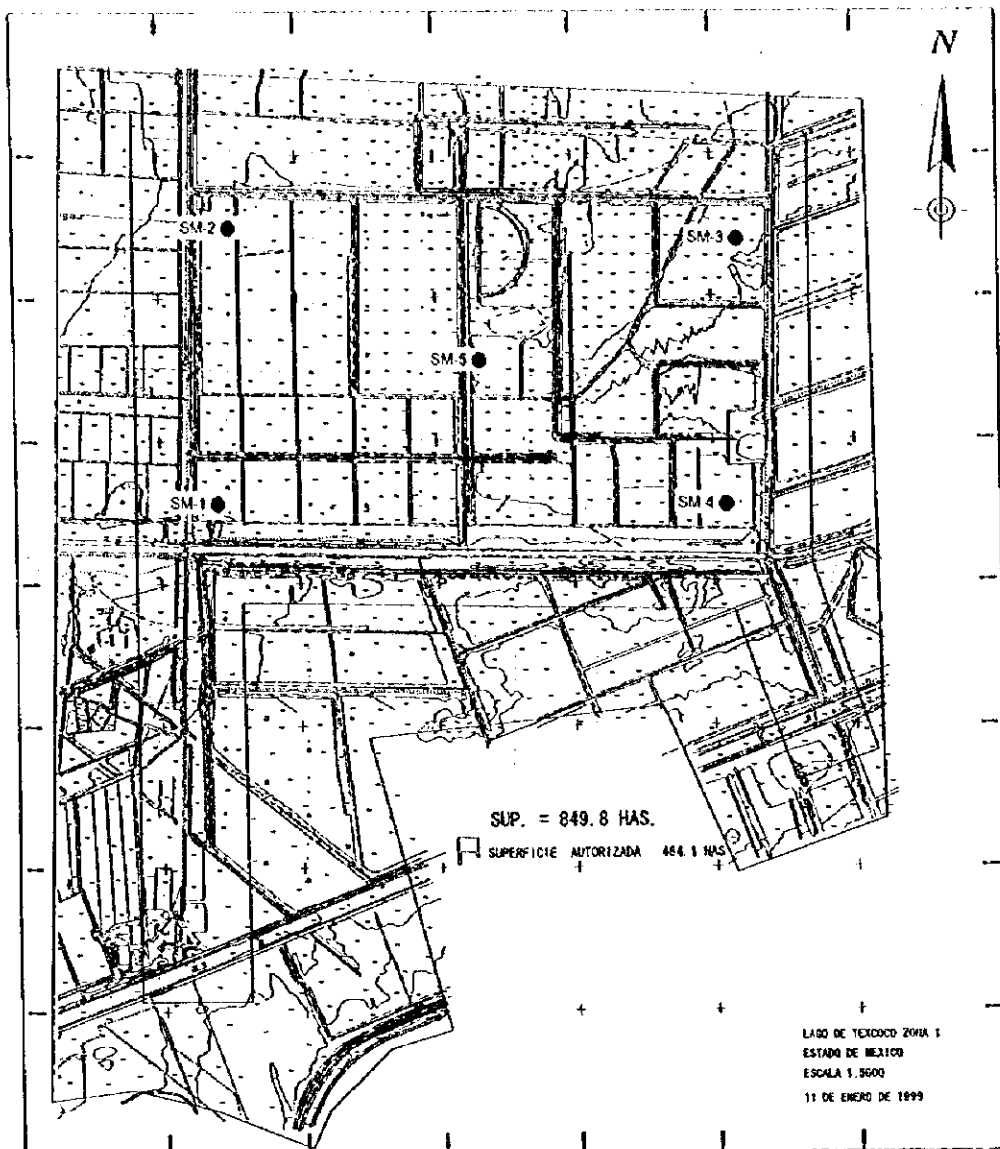 N
SM-2
SM-3
SM-5
SM-1
SM-4
SUP. = 849.8 HAS.
SUPERFICIE AUTORIZADA 464.1 HAS
LAGO DE TEXCOCO ZONA 1
ESTADO DE MEXICO
ESCALA 1.5000
11 DE ENERO DE 1999